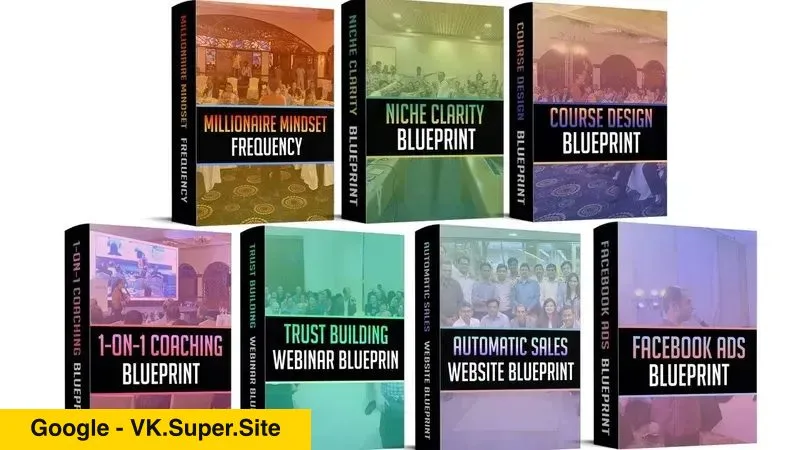 MILLIONAIRE MINDSET FREQUENCY
MILLIONAIRE MINDSET
FREQUENCY
NICHE CLARITY BLUEPRINT
NICHE CLARITY
BLUEPRINT
COURSE DESIGN BLUEPRINT
COURSE DESIGN
BLUEPRINT
1-ON-1 COACHING BLUEPRINT
1-ON-1 COACHING
BLUEPRINT
TRUST BUILDING WEBINAR BLU
TRUST BUILDING
WEBINAR BLUEPRIN
AUTOMATIC SALES WEBSITE BLUEPRINT
AUTOMATIC SALES
WEBSITE BLUEPRINT
FACEBOOK ADS BLUEPRINT
FACEBOOK ADS
BLUEPRINT
Google - VK.Super.Site